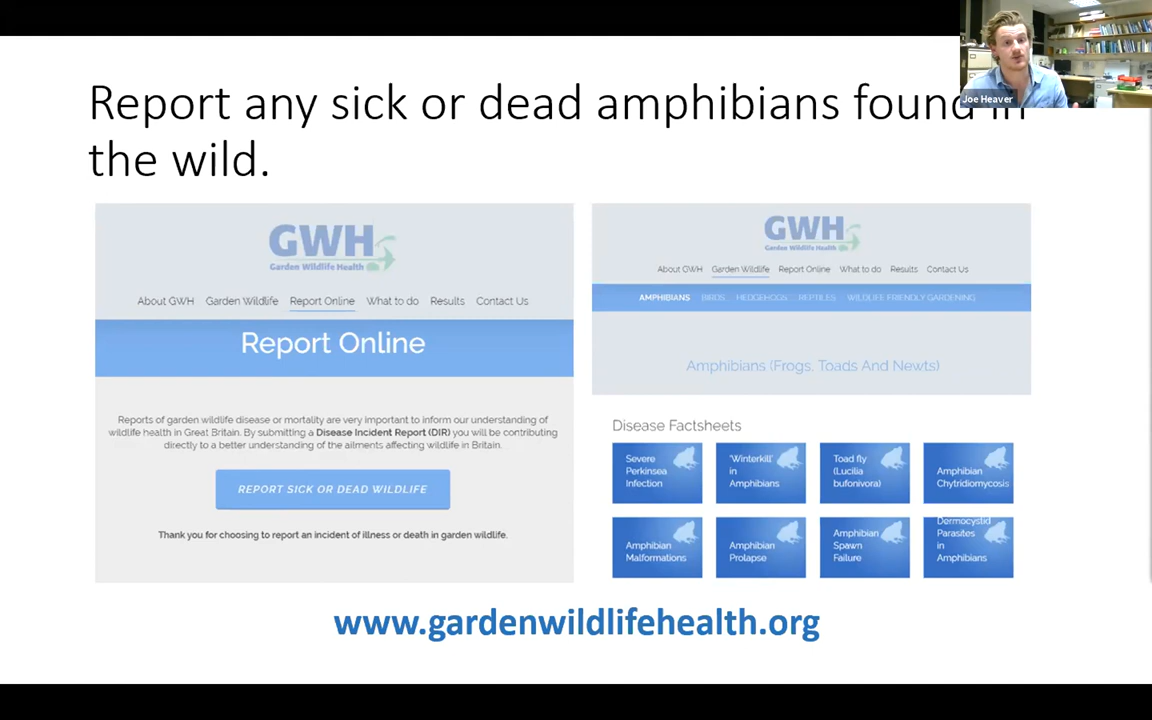 Joe Heaver
Report any sick or dead amphibians found in
the wild.
GWH
Garden Wildlife Health
About GWH Garden Wildlife Report Online What to do Results Contact Us
Report Online
Reports of garden wildlife disease or mortality are very important to inform our understanding of
wildlife health in Great Britain. By submitting a Disease Incident Report (DIR) you will be contributing
directly to a better understanding of the ailments affecting wildlife in Britain.
REPORT SICK OR DEAD WILDLIFE
Thank you for choosing to report an incident of illness or death in garden wildlife.
GWH
Garden Wildlife Health
About GWH Garden Wildlife Report Online What to do Results Contact Us
AMPHIBIANS BIRDS HEDGEHOGS REPTILES WILDLIFE FRIENDLY GARDENING
Amphibians (Frogs, Toads And Newts)
Disease Factsheets
Severe
Perkinsea
Infection
'Winterkill'
in
Amphibians
Toad fly
(Lucilia
bufonivora)
Amphibian
Chytridiomycosis
Amphibian
Malformations
Amphibian
Prolapse
Amphibian
Spawn
Failure
Dermocystid
Parasites
in
Amphibians
www.gardenwildlifehealth.org